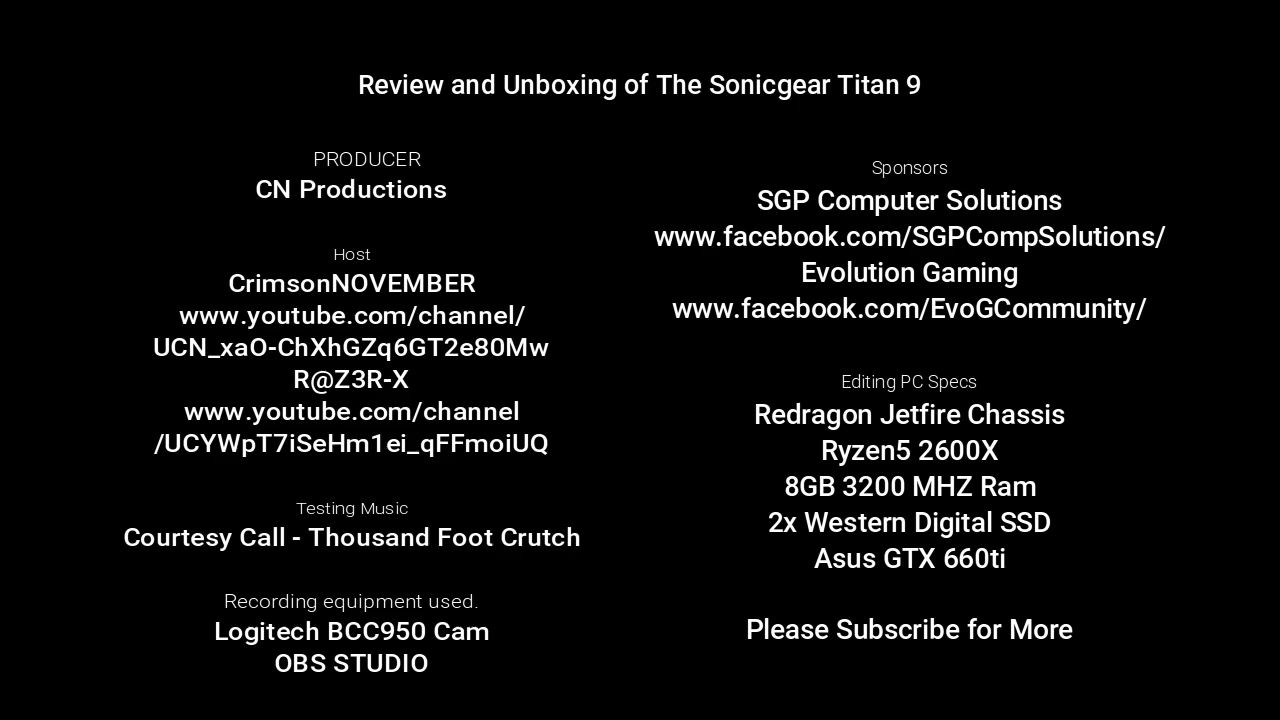 Review and Unboxing of The Sonicgear Titan 9
PRODUCER
CN Productions
Host
CrimsonNOVEMBER
www.youtube.com/channel/
UCN_xaO-ChXhGZq6GT2e80Mw
R@Z3R-X
www.youtube.com/channel
/UCYWpT7iSeHm1ei_qFFmoiUQ
Testing Music
Courtesy Call - Thousand Foot Crutch
Recording equipment used.
Logitech BCC950 Cam
OBS STUDIO
Sponsors
SGP Computer Solutions
www.facebook.com/SGPCompSolutions/
Evolution Gaming
www.facebook.com/EvoGCommunity/
Editing PC Specs
Redragon Jetfire Chassis
Ryzen5 2600X
8GB 3200 MHZ Ram
2x Western Digital SSD
Asus GTX 660ti
Please Subscribe for More